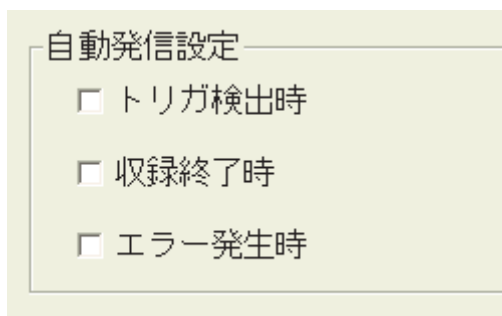 自動発信設定
トリガ検出時
収録終了時
エラー発生時